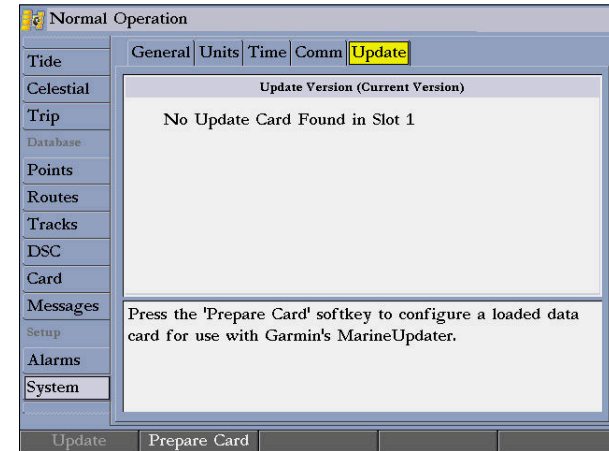 Normal Operation
General Units Time Comm Update
Tide
Celestial
Trip
Database
Points
Routes
Tracks
DSC
Card
Messages
Setup
Alarms
System
Update Version (Current Version)
No Update Card Found in Slot 1
Press the 'Prepare Card' softkey to configure a loaded data
card for use with Garmin's MarineUpdater.
Update Prepare Card